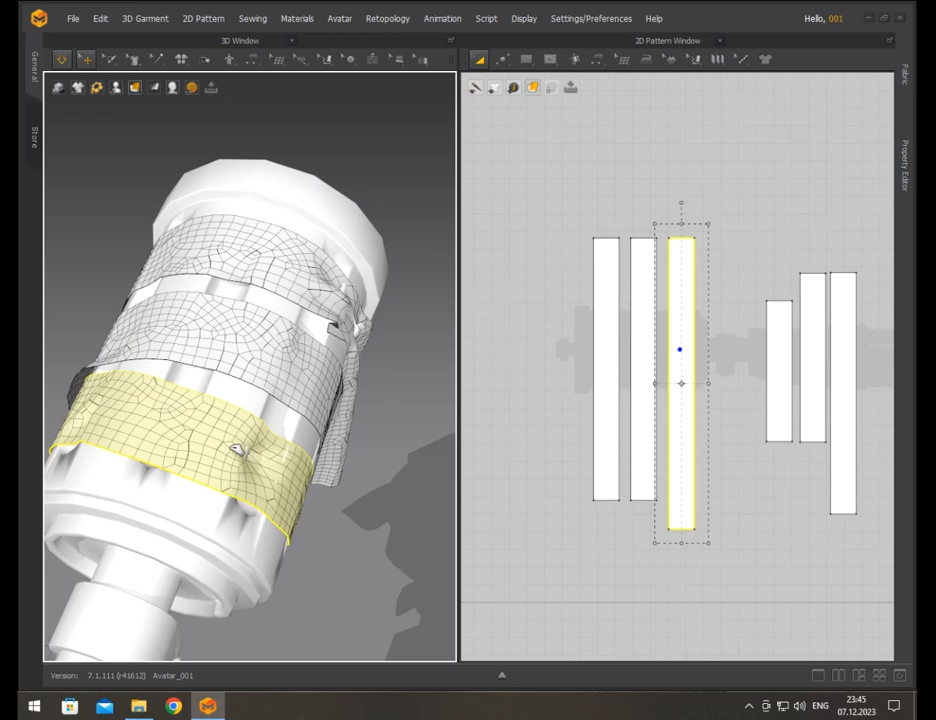 File Edit 3D Garment 2D Pattern Sewing Materials Avatar Retopology Animation Script Display Settings/Preferences Help Hello, 001
3D Window
2D Pattern Window
General
Store
Fabric
Property Editor
Version: 7.1.111 (r41612) Avatar_001
ENG
23:45
07.12.2023